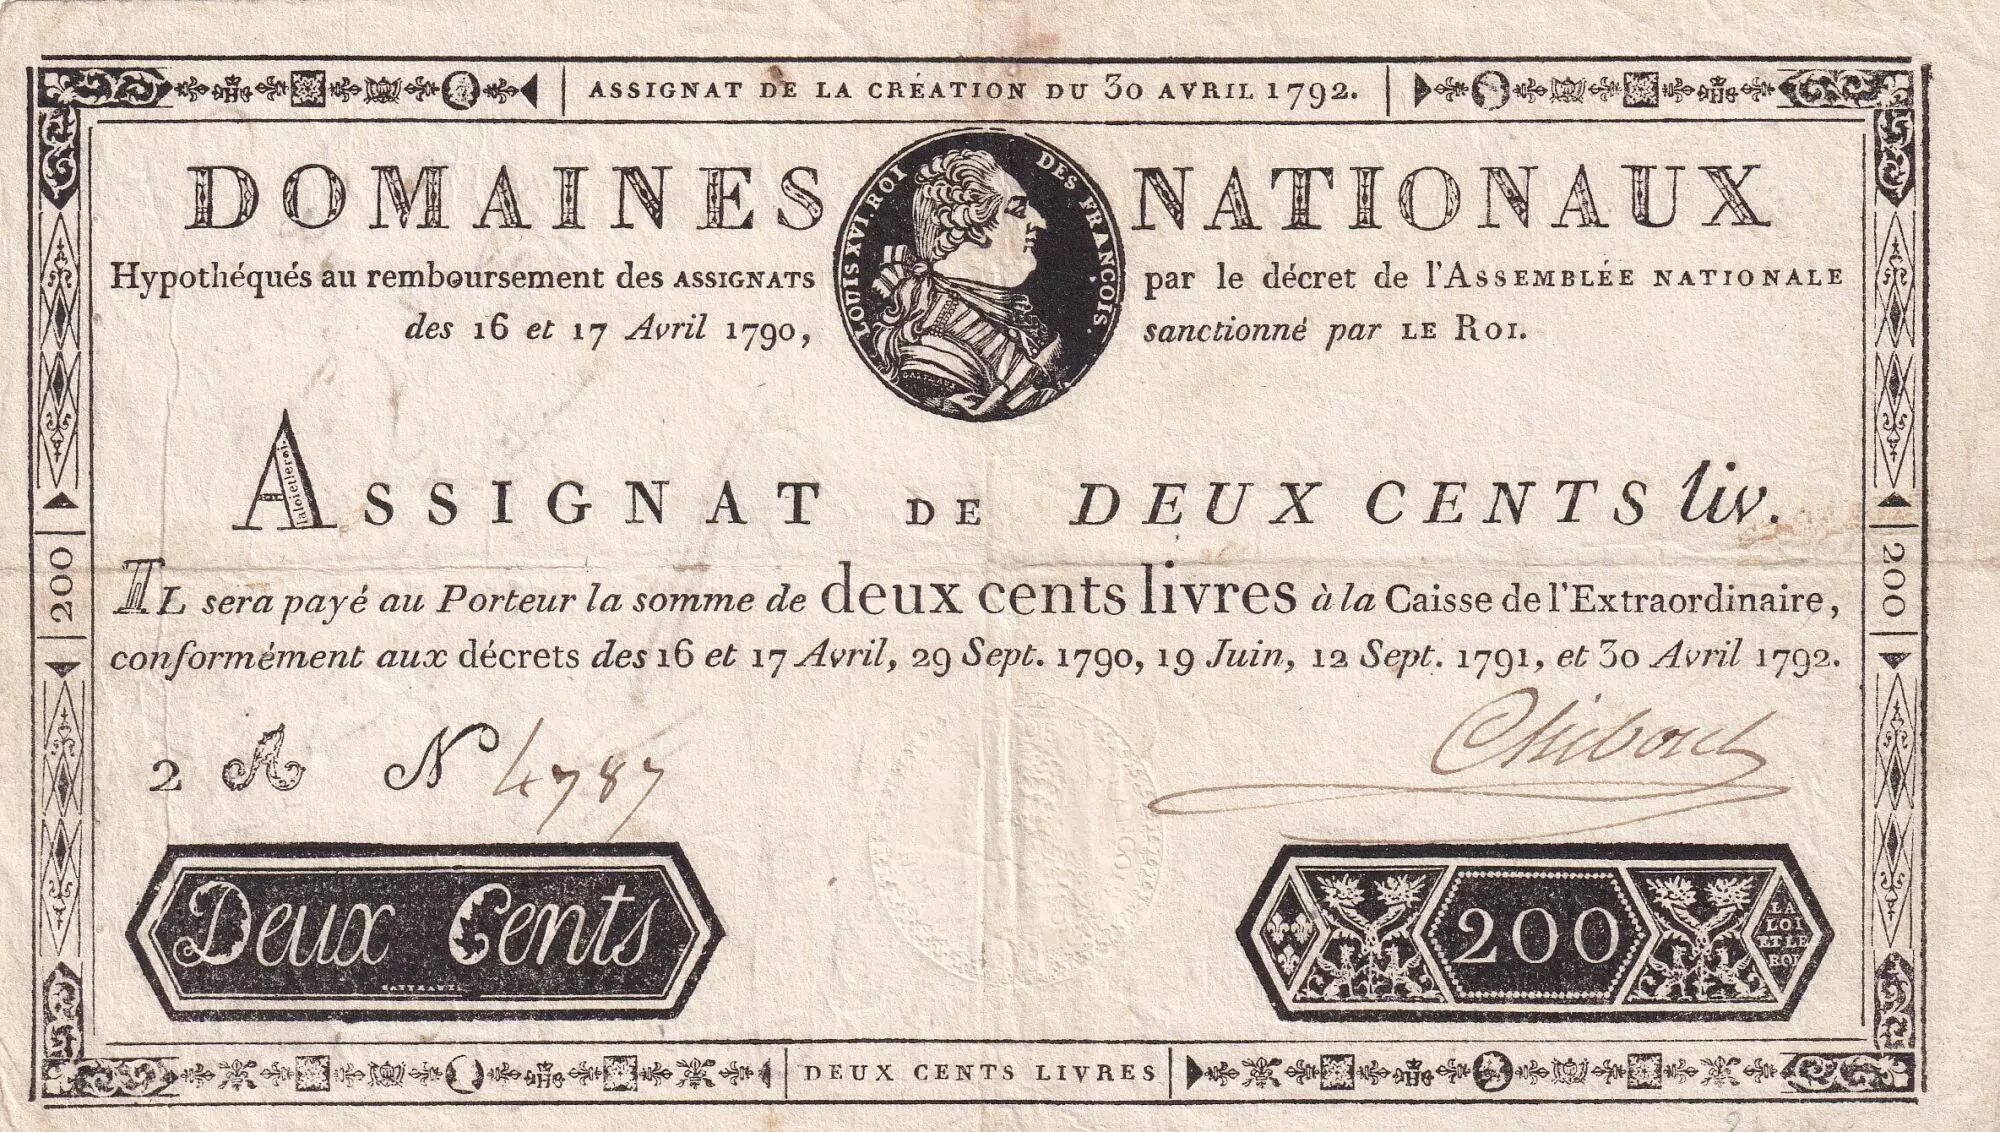 ASSIGNAT DE LA CRÉATION DU 30 AVRIL 1792.
DOMAINES NATIONAUX
LOUIS XVI. ROI DES FRANÇOIS.
Hypothéqués au remboursement des ASSIGNATS par le décret de l'ASSEMBLÉE NATIONALE
des 16 et 17 Avril 1790, sanctionné par LE ROI.
GATTEAUX
laloietleroi.
ASSIGNAT DE DEUX CENTS liv.
IL sera payé au Porteur la somme de deux cents livres à la Caisse de l'Extraordinaire,
conformément aux décrets des 16 et 17 Avril, 29 Sept. 1790, 19 Juin, 12 Sept. 1791, et 30 Avril 1792.
200
200
2 A N 4787
Deux Cents
GATTEAUX
200
LA
LOI
ET LE
ROI
DEUX CENTS LIVRES